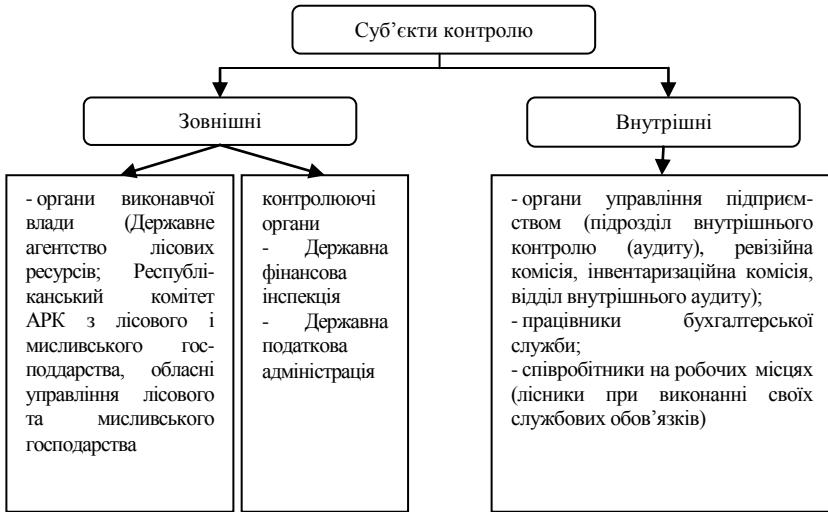 Суб’єкти контролю
Зовнішні
Внутрішні
- органи виконавчої
влади (Державне
агентство лісових
ресурсів; Республі-
канський комітет
АРК з лісового і
мисливського гос-
поддарства, обласні
управління лісового
та мисливського
господарства
контролюючі
органи
- Державна
фінансова
інспекція
- Державна
податкова
адміністрація
- органи управління підприєм-
ством (підрозділ внутрішнього
контролю (аудиту), ревізійна
комісія, інвентаризаційна комісія,
відділ внутрішнього аудиту);
- працівники бухгалтерської
служби;
- співробітники на робочих місцях
(лісники при виконанні своїх
службових обов’язків)